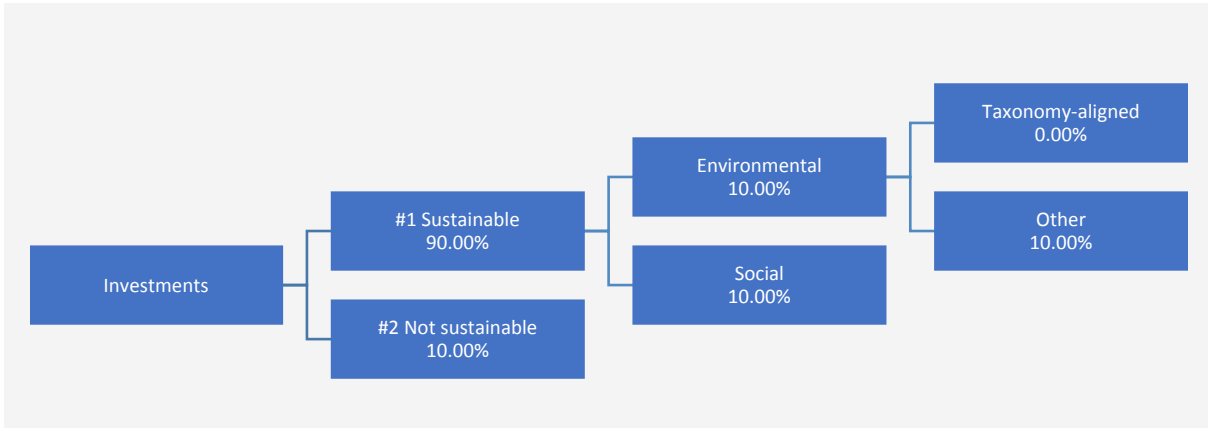 Investments
#1 Sustainable
90.00%
#2 Not sustainable
10.00%
Environmental
10.00%
Social
10.00%
Taxonomy-aligned
0.00%
Other
10.00%